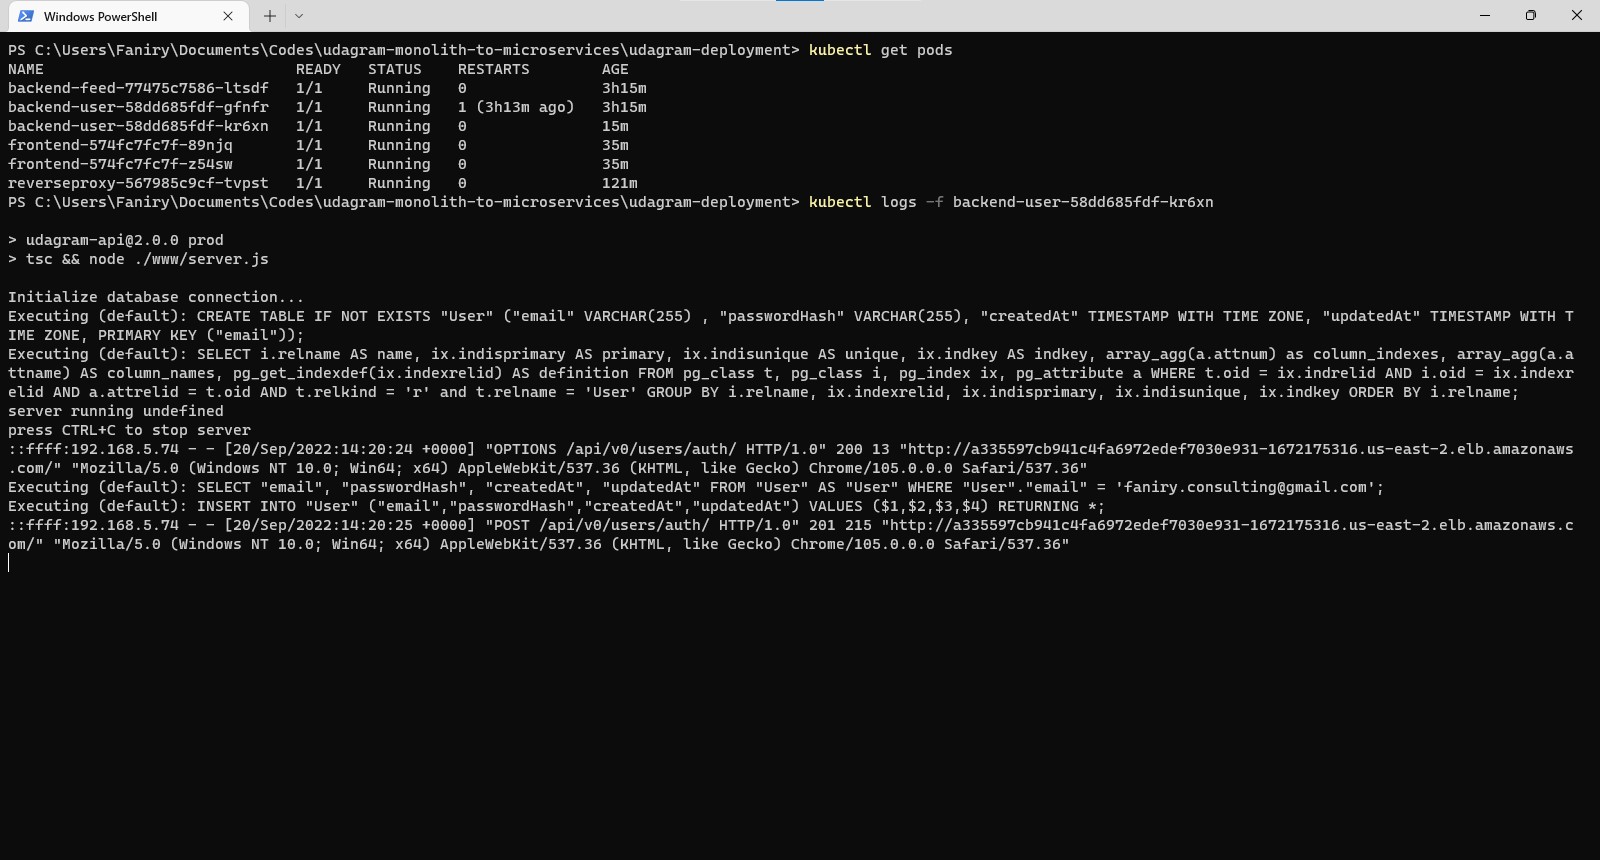 Windows PowerShell
PS C:\Users\Faniry\Documents\Codes\udagram-monolith-to-microservices\udagram-deployment> kubectl get pods
NAME                            READY   STATUS    RESTARTS        AGE
backend-feed-77475c7586-ltsdf   1/1     Running   0               3h15m
backend-user-58dd685fdf-gfnfr   1/1     Running   1 (3h13m ago)   3h15m
backend-user-58dd685fdf-kr6xn   1/1     Running   0               15m
frontend-574fc7fc7f-89njq       1/1     Running   0               35m
frontend-574fc7fc7f-z54sw       1/1     Running   0               35m
reverseproxy-567985c9cf-tvpst   1/1     Running   0               121m
PS C:\Users\Faniry\Documents\Codes\udagram-monolith-to-microservices\udagram-deployment> kubectl logs -f backend-user-58dd685fdf-kr6xn
> udagram-api@2.0.0 prod
> tsc && node ./www/server.js
Initialize database connection...
Executing (default): CREATE TABLE IF NOT EXISTS "User" ("email" VARCHAR(255) , "passwordHash" VARCHAR(255), "createdAt" TIMESTAMP WITH TIME ZONE, "updatedAt" TIMESTAMP WITH T
IME ZONE, PRIMARY KEY ("email"));
Executing (default): SELECT i.relname AS name, ix.indisprimary AS primary, ix.indisunique AS unique, ix.indkey AS indkey, array_agg(a.attnum) as column_indexes, array_agg(a.a
ttname) AS column_names, pg_get_indexdef(ix.indexrelid) AS definition FROM pg_class t, pg_class i, pg_index ix, pg_attribute a WHERE t.oid = ix.indrelid AND i.oid = ix.indexr
elid AND a.attrelid = t.oid AND t.relkind = 'r' and t.relname = 'User' GROUP BY i.relname, ix.indexrelid, ix.indisprimary, ix.indisunique, ix.indkey ORDER BY i.relname;
server running undefined
press CTRL+C to stop server
::ffff:192.168.5.74 - - [20/Sep/2022:14:20:24 +0000] "OPTIONS /api/v0/users/auth/ HTTP/1.0" 200 13 "http://a335597cb941c4fa6972edef7030e931-1672175316.us-east-2.elb.amazonaws
.com/" "Mozilla/5.0 (Windows NT 10.0; Win64; x64) AppleWebKit/537.36 (KHTML, like Gecko) Chrome/105.0.0.0 Safari/537.36"
Executing (default): SELECT "email", "passwordHash", "createdAt", "updatedAt" FROM "User" AS "User" WHERE "User"."email" = 'faniry.consulting@gmail.com';
Executing (default): INSERT INTO "User" ("email","passwordHash","createdAt","updatedAt") VALUES ($1,$2,$3,$4) RETURNING *;
::ffff:192.168.5.74 - - [20/Sep/2022:14:20:25 +0000] "POST /api/v0/users/auth/ HTTP/1.0" 201 215 "http://a335597cb941c4fa6972edef7030e931-1672175316.us-east-2.elb.amazonaws.c
om/" "Mozilla/5.0 (Windows NT 10.0; Win64; x64) AppleWebKit/537.36 (KHTML, like Gecko) Chrome/105.0.0.0 Safari/537.36"